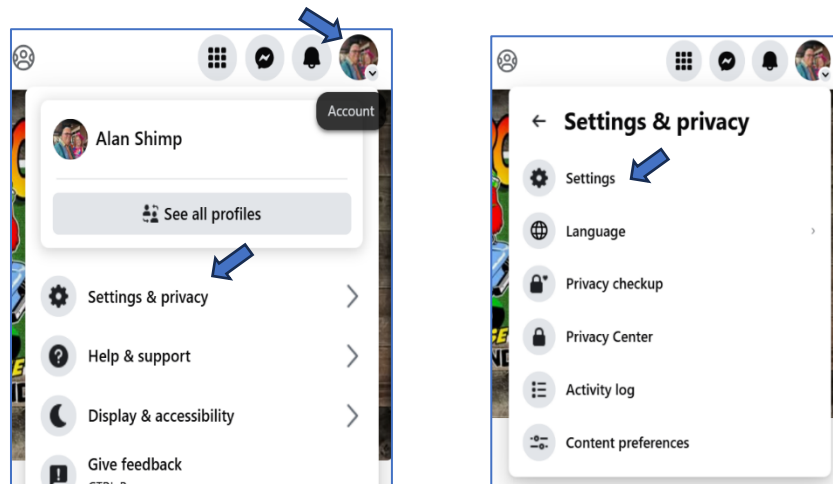 Account
Alan Shimp
See all profiles
Settings & privacy
Help & support
Display & accessibility
Give feedback
Settings & privacy
Settings
Language
Privacy checkup
Privacy Center
Activity log
Content preferences